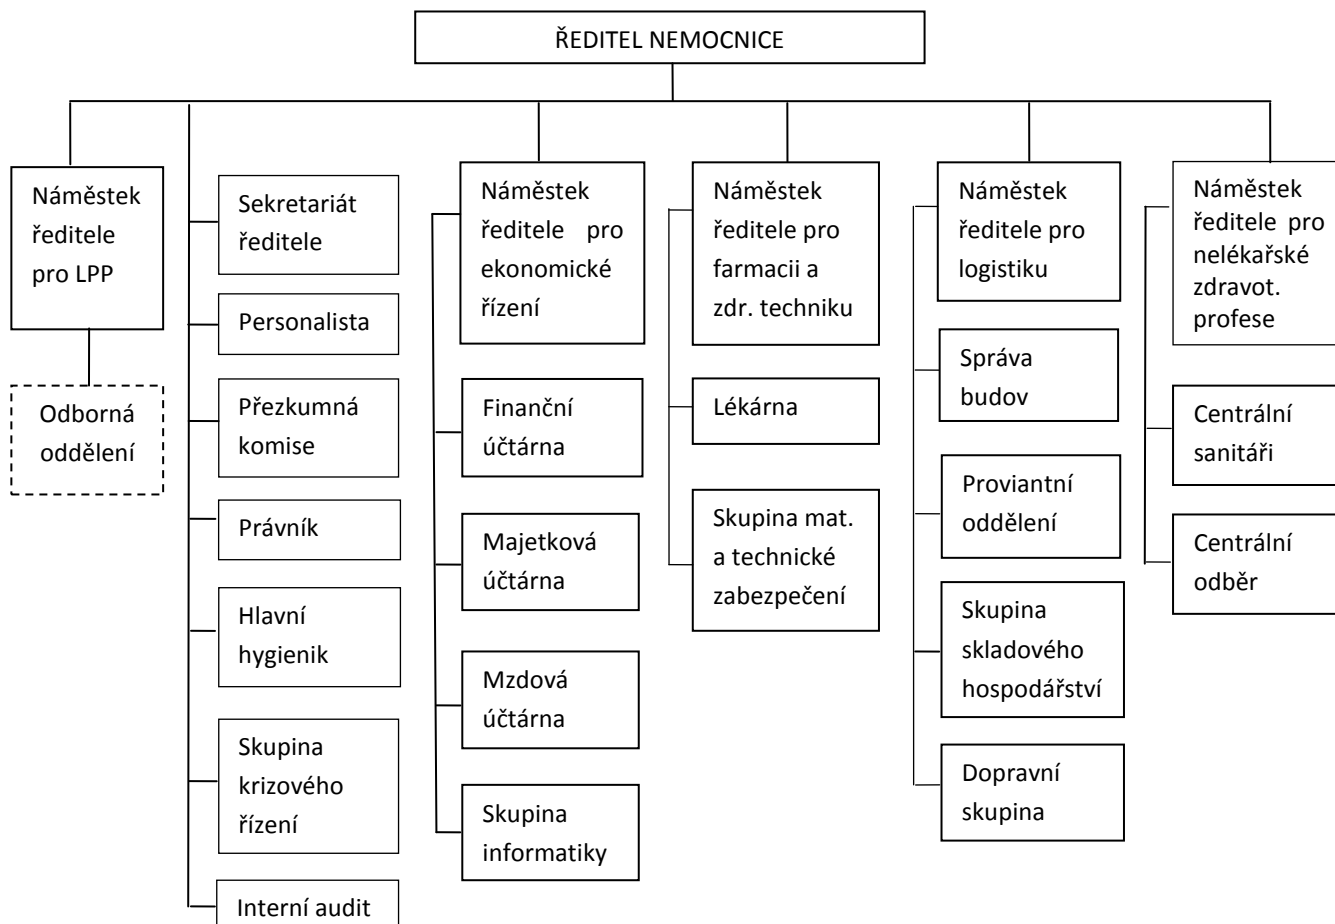 ŘEDITEL NEMOCNICE
Náměstek
ředitele
pro LPP
Odborná
oddělení
Sekretariát
ředitele
Personalista
Přezkumná
komise
Právník
Hlavní
hygienik
Skupina
krizového
řízení
Interní audit
Náměstek
ředitele pro
ekonomické
řízení
Finanční
účtárna
Majetková
účtárna
Mzdová
účtárna
Skupina
informatiky
Náměstek
ředitele pro
farmacii a
zdr. techniku
Lékárna
Skupina mat.
a technické
zabezpečení
Náměstek
ředitele pro
logistiku
Správa
budov
Proviantní
oddělení
Skupina
skladového
hospodářství
Dopravní
skupina
Náměstek
ředitele pro
nelékařské
zdravot.
profese
Centrální
sanitáři
Centrální
odběr